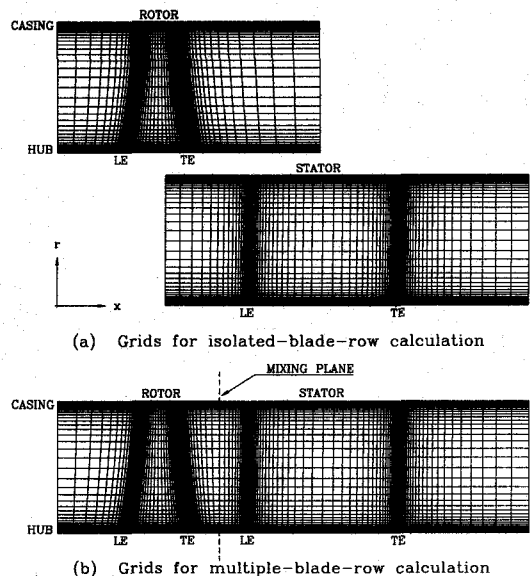 ROTOR
CASING
HUB
LE TE
STATOR
r
x
LE TE
(a) Grids for isolated-blade-row calculation
MIXING PLANE
ROTOR STATOR
CASING
HUB
LE TE LE TE
(b) Grids for multiple-blade-row calculation